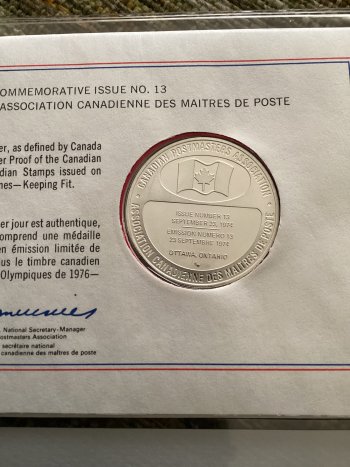 COMMEMORATIVE ISSUE NO. 13
ASSOCIATION CANADIENNE DES MAITRES DE POSTE
er, as defined by Canada
er Proof of the Canadian
dian Stamps issued on
nes—Keeping Fit.
er jour est authentique,
omprend une médaille
en émission limitée de
us le timbre canadien
Olympiques de 1976—
National Secretary-Manager
ostmasters Association
secrétaire national
canadienne des maîtres de poste
CANADIAN POSTMASTERS ASSOCIATION
ISSUE NUMBER 13
SEPTEMBER 23, 1974
EMISSION NUMERO 13
23 SEPTEMBRE 1974
OTTAWA, ONTARIO
ASSOCIATION CANADIENNE DES MAITRES DE POSTE